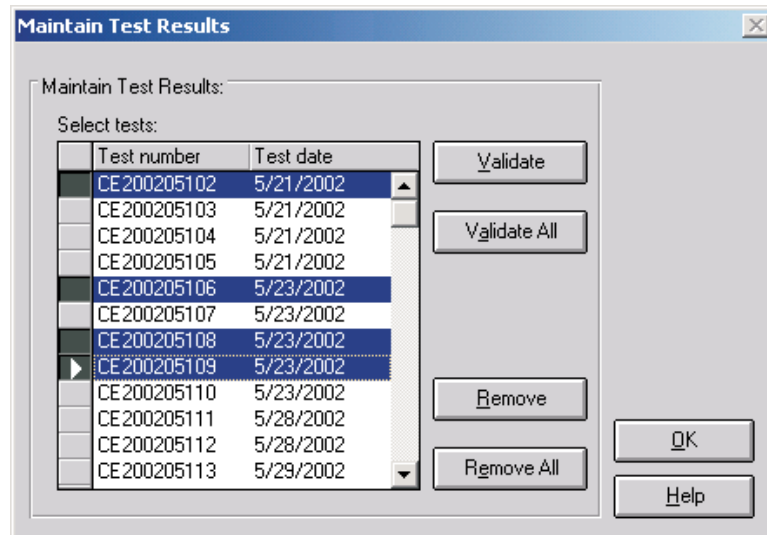 Maintain Test Results
Maintain Test Results:
Select tests:
Test number Test date
CE200205102 5/21/2002
CE200205103 5/21/2002
CE200205104 5/21/2002
CE200205105 5/21/2002
CE200205106 5/23/2002
CE200205107 5/23/2002
CE200205108 5/23/2002
CE200205109 5/23/2002
CE200205110 5/23/2002
CE200205111 5/28/2002
CE200205112 5/28/2002
CE200205113 5/29/2002
Validate
Validate All
Remove
Remove All
OK
Help